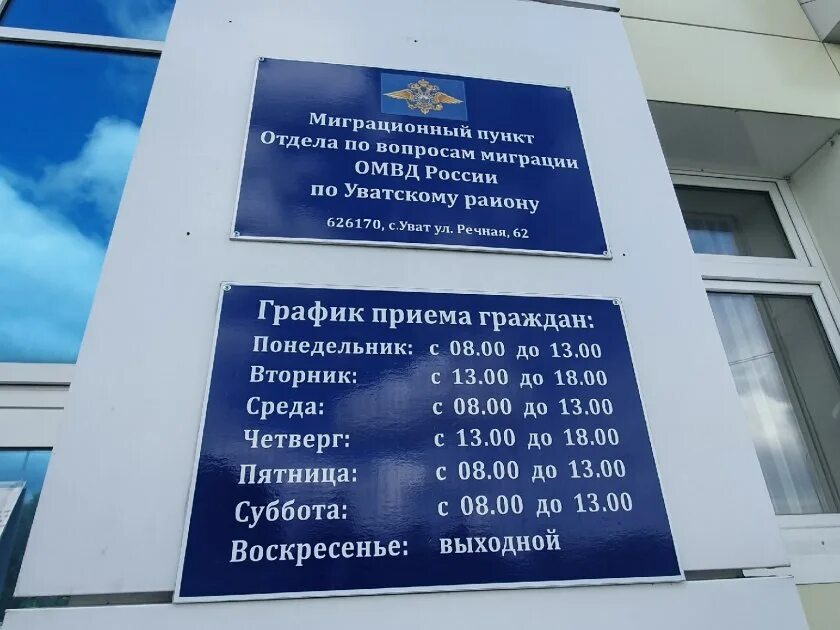 Миграционный пункт
Отдела по вопросам миграции
ОМВД России
по Уватскому району
626170, с.Уват ул. Речная, 62
График приема граждан:
Понедельник: с 08.00 до 13.00
Вторник: с 13.00 до 18.00
Среда: с 08.00 до 13.00
Четверг: с 13.00 до 18.00
Пятница: с 08.00 до 13.00
Суббота: с 08.00 до 13.00
Воскресенье: выходной